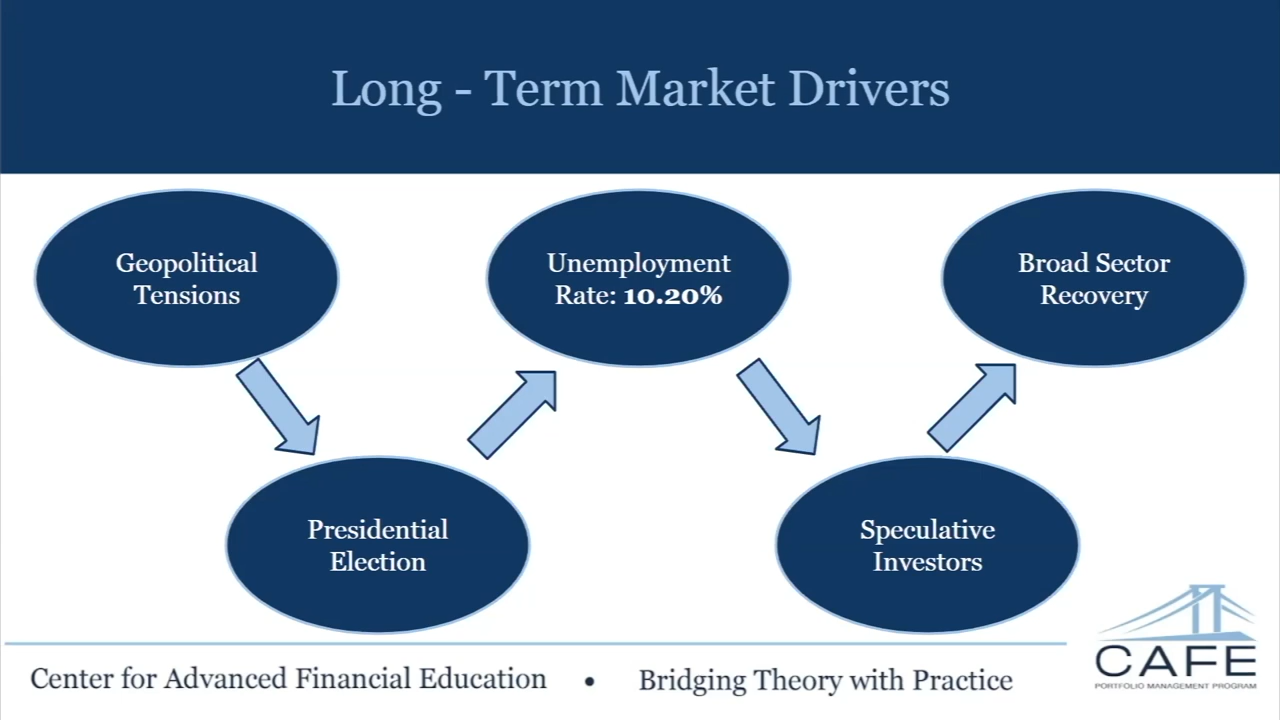 Long - Term Market Drivers
Geopolitical
Tensions
Unemployment
Rate: 10.20%
Broad Sector
Recovery
Presidential
Election
Speculative
Investors
Center for Advanced Financial Education • Bridging Theory with Practice
CAFE
PORTFOLIO MANAGEMENT PROGRAM